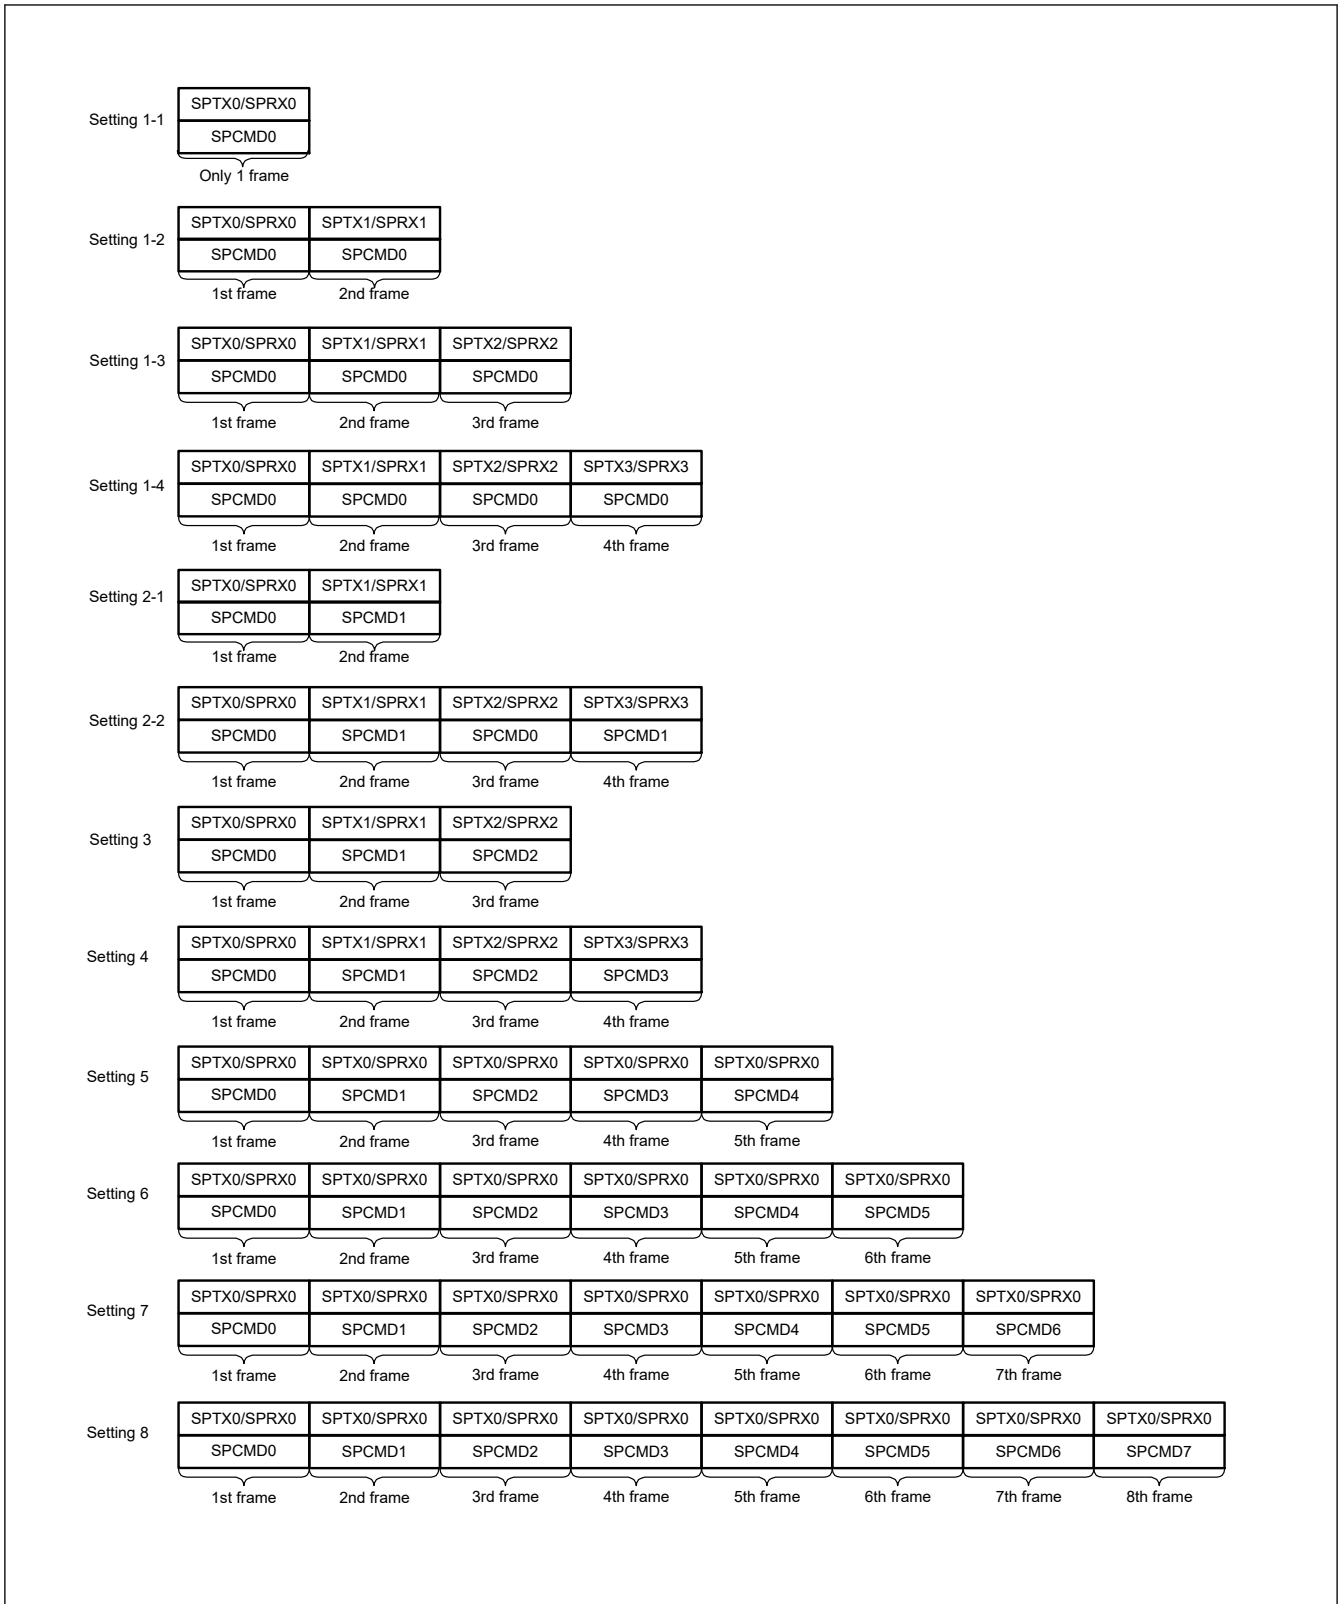 SPTX0/SPRX0
Setting 1-1
SPCMD0
Only 1 frame
SPTX0/SPRX0 SPTX1/SPRX1
Setting 1-2
SPCMD0 SPCMD0
1st frame 2nd frame
SPTX0/SPRX0 SPTX1/SPRX1 SPTX2/SPRX2
Setting 1-3
SPCMD0 SPCMD0 SPCMD0
1st frame 2nd frame 3rd frame
SPTX0/SPRX0 SPTX1/SPRX1 SPTX2/SPRX2 SPTX3/SPRX3
Setting 1-4
SPCMD0 SPCMD0 SPCMD0 SPCMD0
1st frame 2nd frame 3rd frame 4th frame
SPTX0/SPRX0 SPTX1/SPRX1
Setting 2-1
SPCMD0 SPCMD1
1st frame 2nd frame
SPTX0/SPRX0 SPTX1/SPRX1 SPTX2/SPRX2 SPTX3/SPRX3
Setting 2-2
SPCMD0 SPCMD1 SPCMD0 SPCMD1
1st frame 2nd frame 3rd frame 4th frame
SPTX0/SPRX0 SPTX1/SPRX1 SPTX2/SPRX2
Setting 3
SPCMD0 SPCMD1 SPCMD2
1st frame 2nd frame 3rd frame
SPTX0/SPRX0 SPTX1/SPRX1 SPTX2/SPRX2 SPTX3/SPRX3
Setting 4
SPCMD0 SPCMD1 SPCMD2 SPCMD3
1st frame 2nd frame 3rd frame 4th frame
SPTX0/SPRX0 SPTX0/SPRX0 SPTX0/SPRX0 SPTX0/SPRX0 SPTX0/SPRX0
Setting 5
SPCMD0 SPCMD1 SPCMD2 SPCMD3 SPCMD4
1st frame 2nd frame 3rd frame 4th frame 5th frame
SPTX0/SPRX0 SPTX0/SPRX0 SPTX0/SPRX0 SPTX0/SPRX0 SPTX0/SPRX0 SPTX0/SPRX0
Setting 6
SPCMD0 SPCMD1 SPCMD2 SPCMD3 SPCMD4 SPCMD5
1st frame 2nd frame 3rd frame 4th frame 5th frame 6th frame
SPTX0/SPRX0 SPTX0/SPRX0 SPTX0/SPRX0 SPTX0/SPRX0 SPTX0/SPRX0 SPTX0/SPRX0 SPTX0/SPRX0
Setting 7
SPCMD0 SPCMD1 SPCMD2 SPCMD3 SPCMD4 SPCMD5 SPCMD6
1st frame 2nd frame 3rd frame 4th frame 5th frame 6th frame 7th frame
SPTX0/SPRX0 SPTX0/SPRX0 SPTX0/SPRX0 SPTX0/SPRX0 SPTX0/SPRX0 SPTX0/SPRX0 SPTX0/SPRX0 SPTX0/SPRX0
Setting 8
SPCMD0 SPCMD1 SPCMD2 SPCMD3 SPCMD4 SPCMD5 SPCMD6 SPCMD7
1st frame 2nd frame 3rd frame 4th frame 5th frame 6th frame 7th frame 8th frame